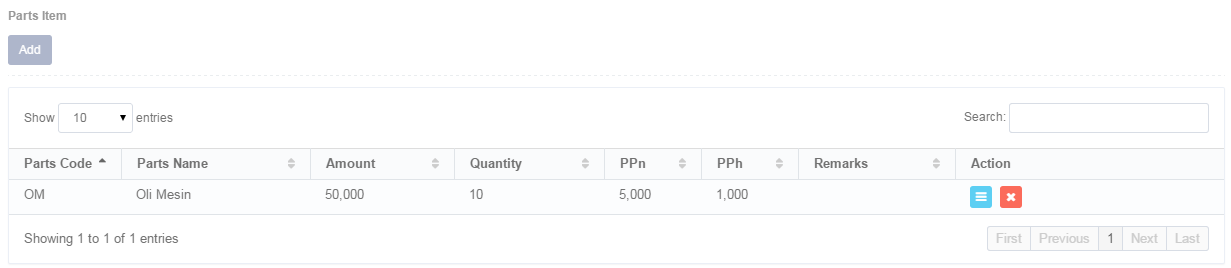 Parts Item
Add
Show 10 entries Search:
Parts Code Parts Name Amount Quantity PPn PPh Remarks Action
OM Oli Mesin 50,000 10 5,000 1,000
Showing 1 to 1 of 1 entries First Previous 1 Next Last